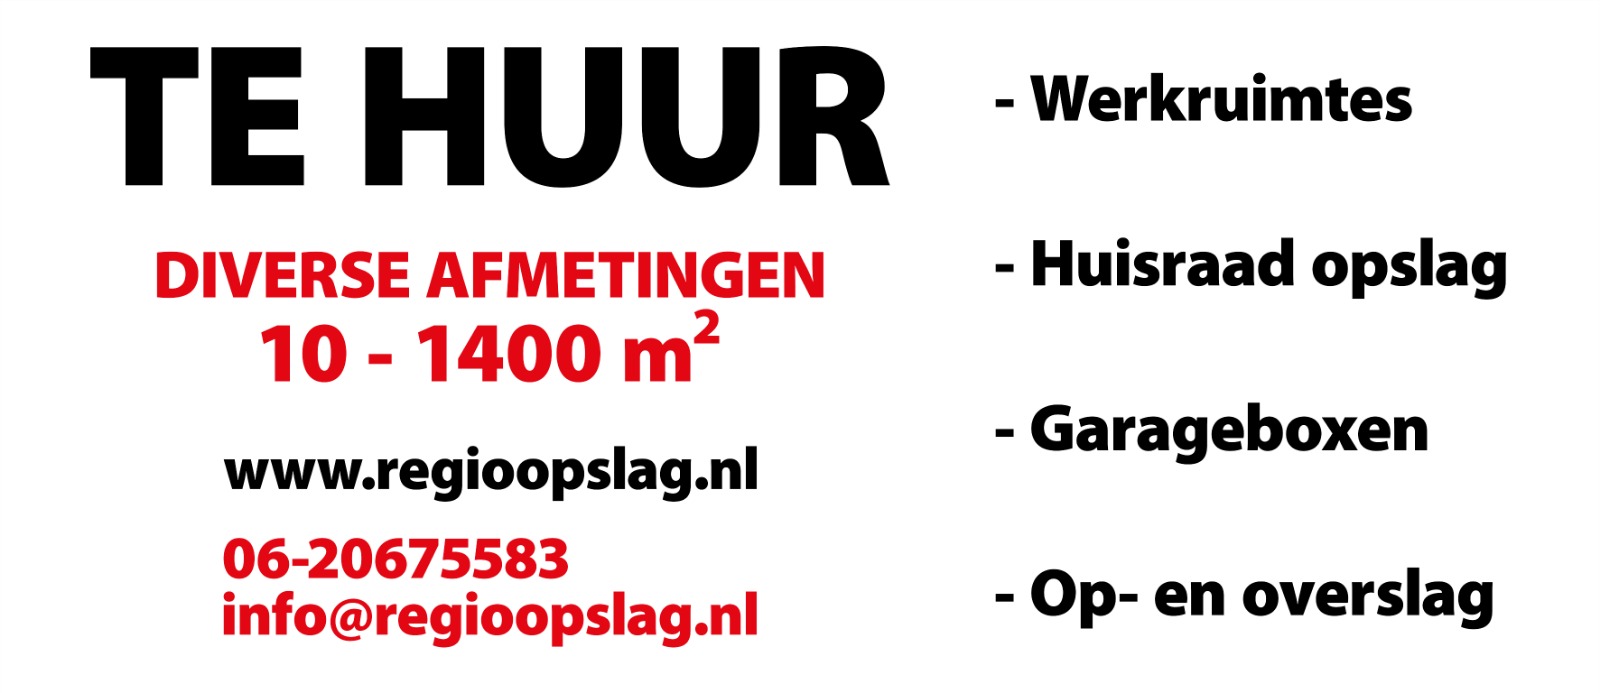 TE HUUR
DIVERSE AFMETINGEN
10 - 1400 m²
www.regioopslag.nl
06-20675583
info@regioopslag.nl
- Werkruimtes
- Huisraad opslag
- Garageboxen
- Op- en overslag